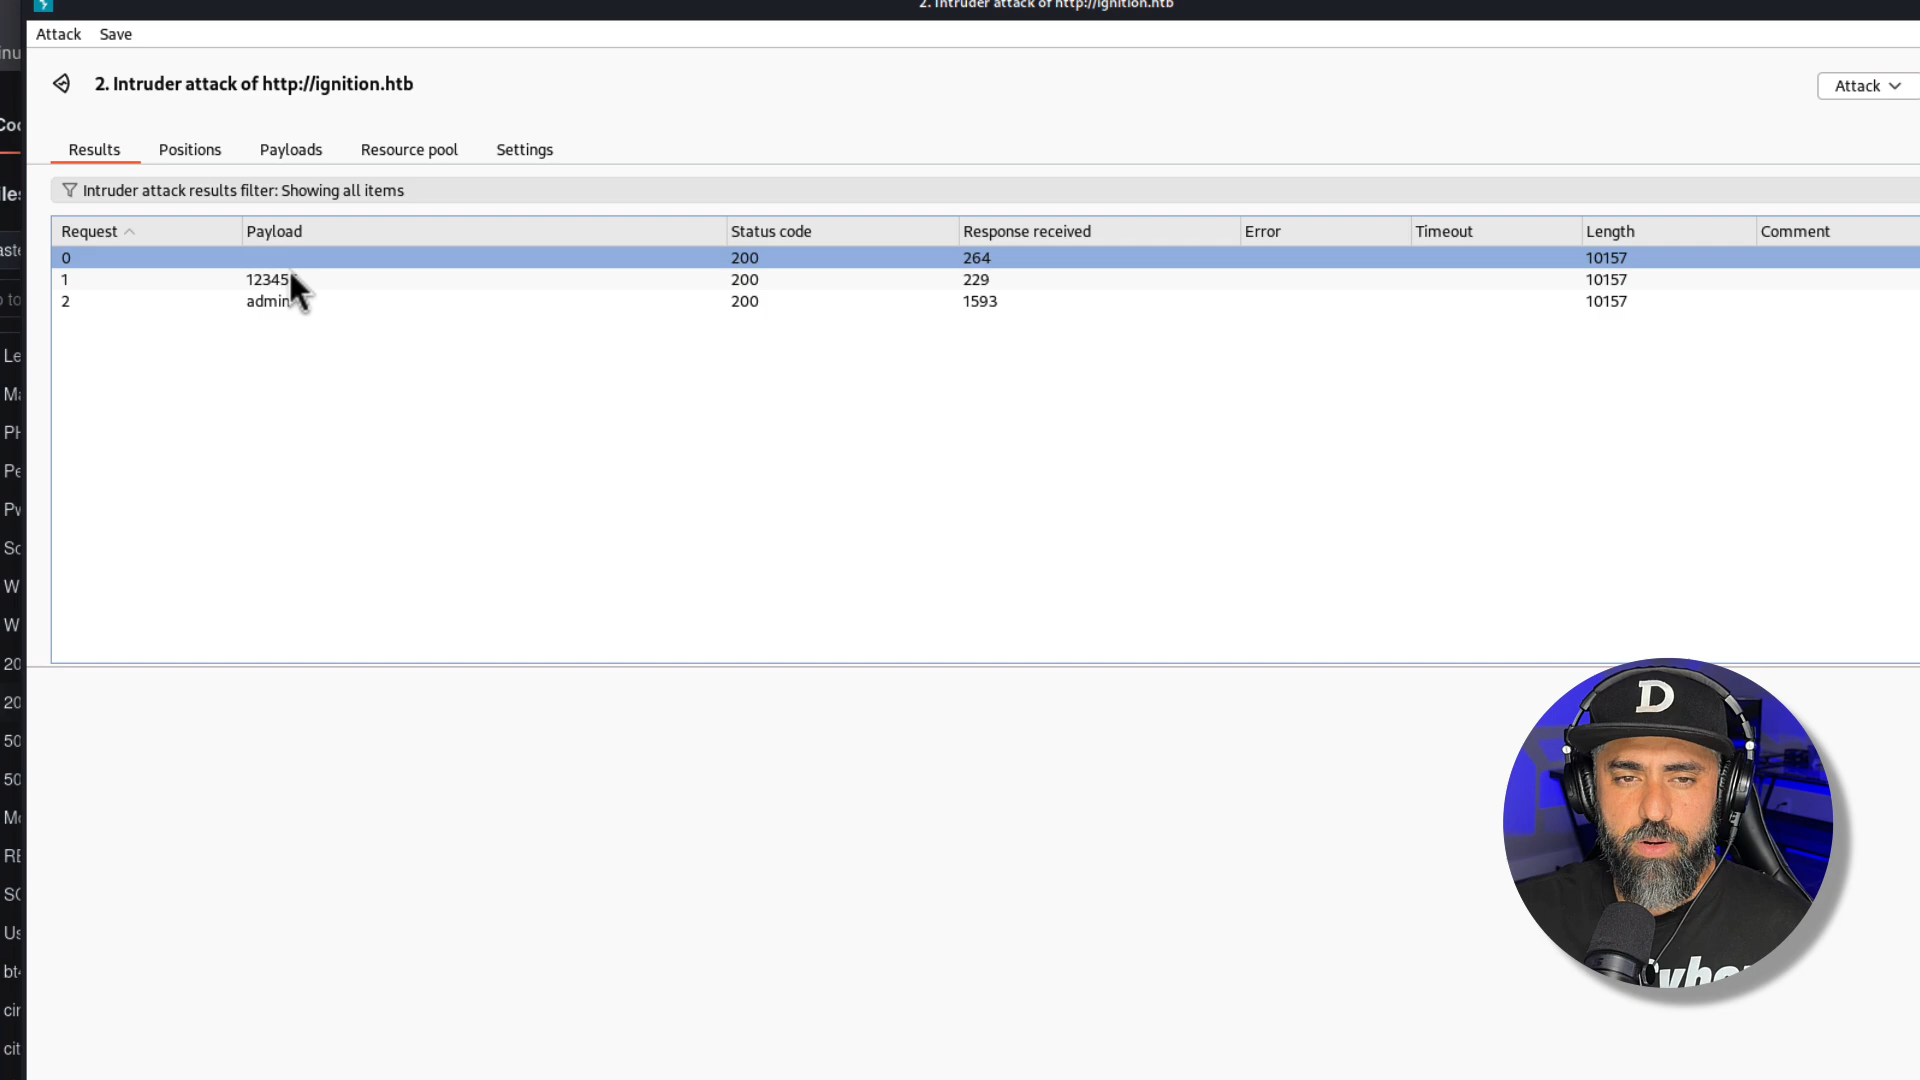 2. Intruder attack of http://ignition.htb
Attack Save
2. Intruder attack of http://ignition.htb
Attack
Results Positions Payloads Resource pool Settings
Intruder attack results filter: Showing all items
Request Payload Status code Response received Error Timeout Length Comment
0 200 264 10157
1 12345 200 229 10157
2 admin 200 1593 10157
D